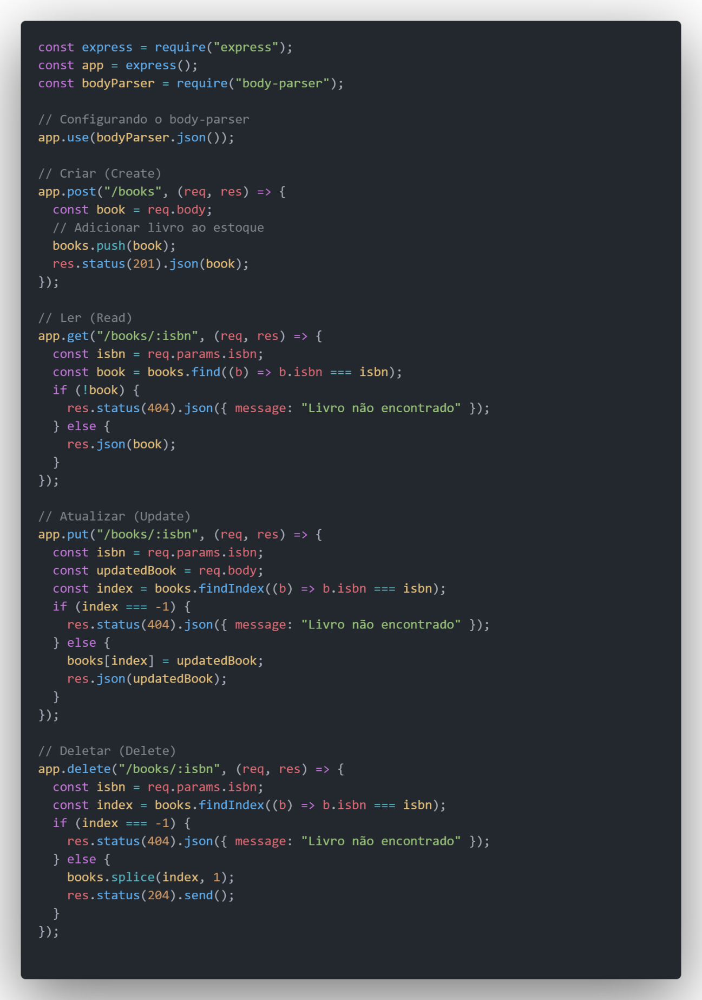 const express = require("express");
const app = express();
const bodyParser = require("body-parser");

// Configurando o body-parser
app.use(bodyParser.json());

// Criar (Create)
app.post("/books", (req, res) => {
  const book = req.body;
  // Adicionar livro ao estoque
  books.push(book);
  res.status(201).json(book);
});

// Ler (Read)
app.get("/books/:isbn", (req, res) => {
  const isbn = req.params.isbn;
  const book = books.find((b) => b.isbn === isbn);
  if (!book) {
    res.status(404).json({ message: "Livro não encontrado" });
  } else {
    res.json(book);
  }
});

// Atualizar (Update)
app.put("/books/:isbn", (req, res) => {
  const isbn = req.params.isbn;
  const updatedBook = req.body;
  const index = books.findIndex((b) => b.isbn === isbn);
  if (index === -1) {
    res.status(404).json({ message: "Livro não encontrado" });
  } else {
    books[index] = updatedBook;
    res.json(updatedBook);
  }
});

// Deletar (Delete)
app.delete("/books/:isbn", (req, res) => {
  const isbn = req.params.isbn;
  const index = books.findIndex((b) => b.isbn === isbn);
  if (index === -1) {
    res.status(404).json({ message: "Livro não encontrado" });
  } else {
    books.splice(index, 1);
    res.status(204).send();
  }
});